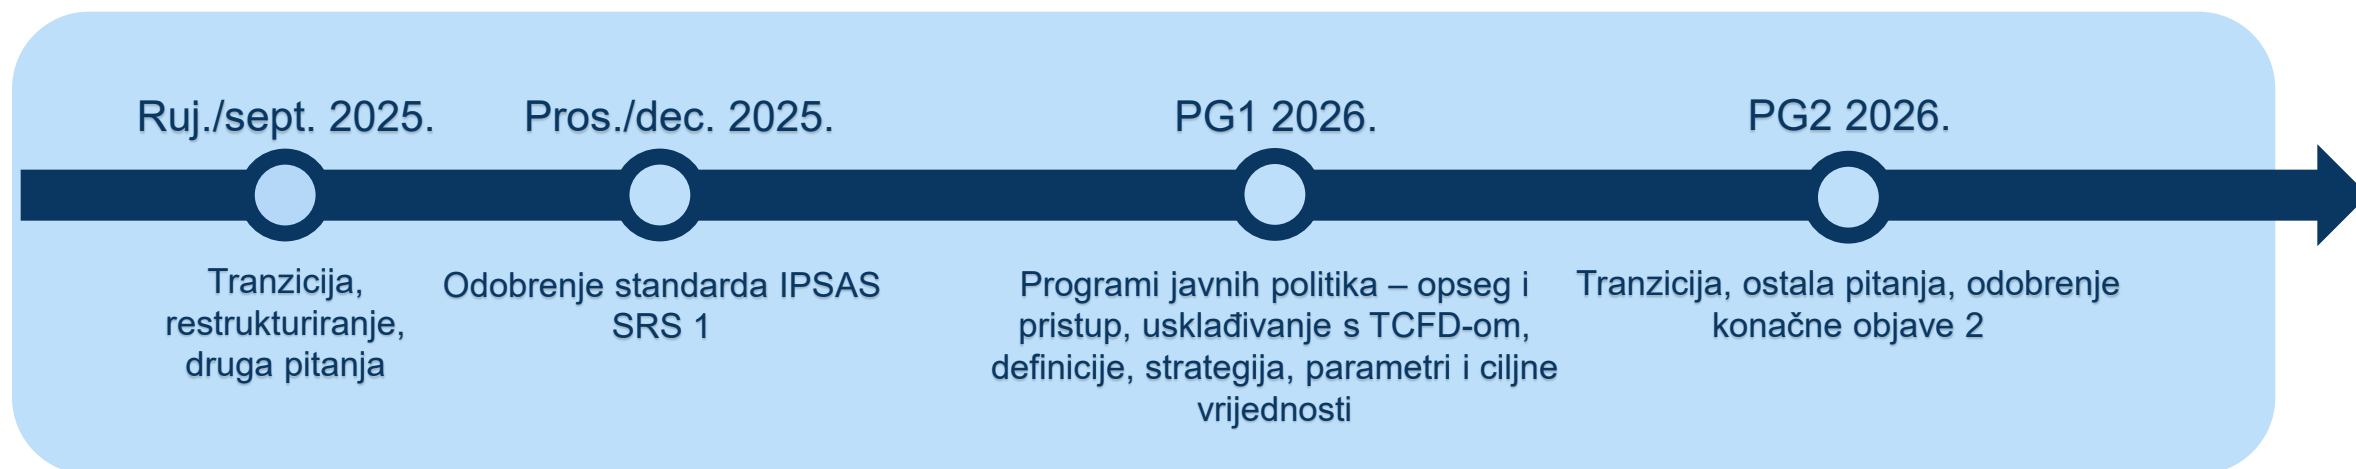 Ruj./sept. 2025.
Pros./dec. 2025.
PG1 2026.
PG2 2026.
Tranzicija,
restrukturiranje,
druga pitanja
Odobrenje standarda IPSAS
SRS 1
Programi javnih politika – opseg i
pristup, usklađivanje s TCFD-om,
definicije, strategija, parametri i ciljne
vrijednosti
Tranzicija, ostala pitanja, odobrenje
konačne objave 2